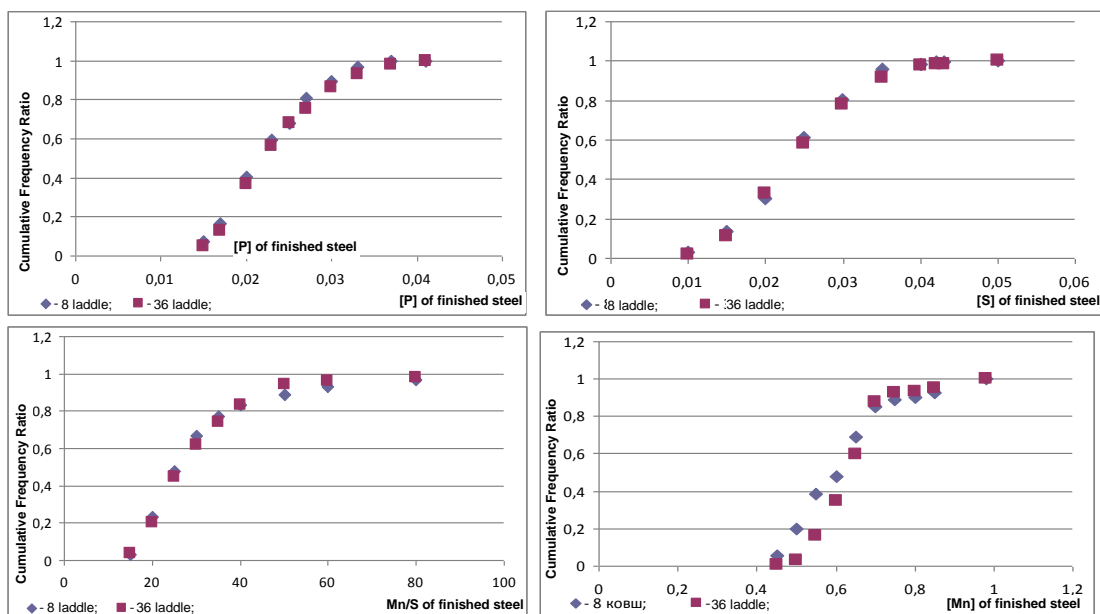 1,2
1
0,8
0,6
0,4
0,2
0
Cumulative Frequency Ratio
[P] of finished steel
0 0,01 0,02 0,03 0,04 0,05
- 8 laddle; - 36 laddle; [P] of finished steel
1,2
1
0,8
0,6
0,4
0,2
0
Cumulative Frequency Ratio
0 0,01 0,02 0,03 0,04 0,05 0,06
- 8 laddle; - 36 laddle; [S] of finished steel
1,2
1
0,8
0,6
0,4
0,2
0
Cumulative Frequency Ratio
0 20 40 60 80 100
- 8 laddle; - 36 laddle; Mn/S of finished steel
1,2
1
0,8
0,6
0,4
0,2
0
Cumulative Frequency Ratio
0 0,2 0,4 0,6 0,8 1 1,2
- 8 ковш; -36 laddle; [Mn] of finished steel